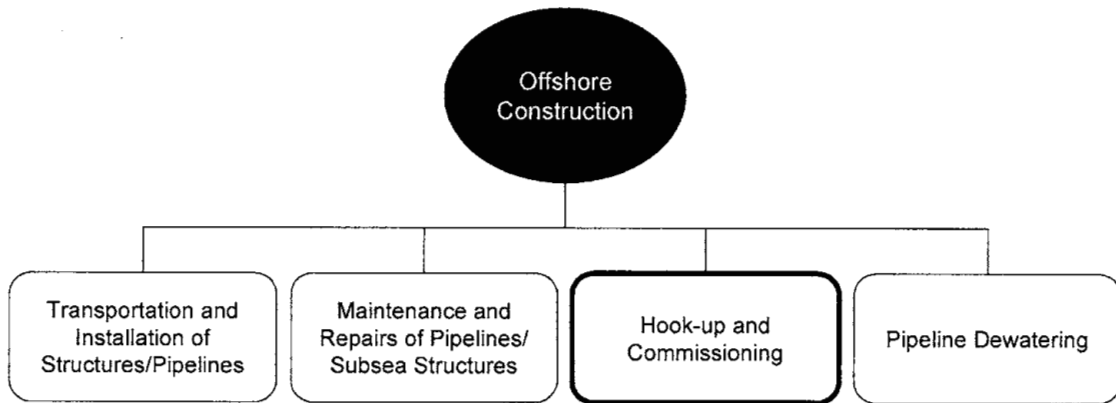 Offshore
Construction
Transportation and
Installation of
Structures/Pipelines
Maintenance and
Repairs of Pipelines/
Subsea Structures
Hook-up and
Commissioning
Pipeline Dewatering